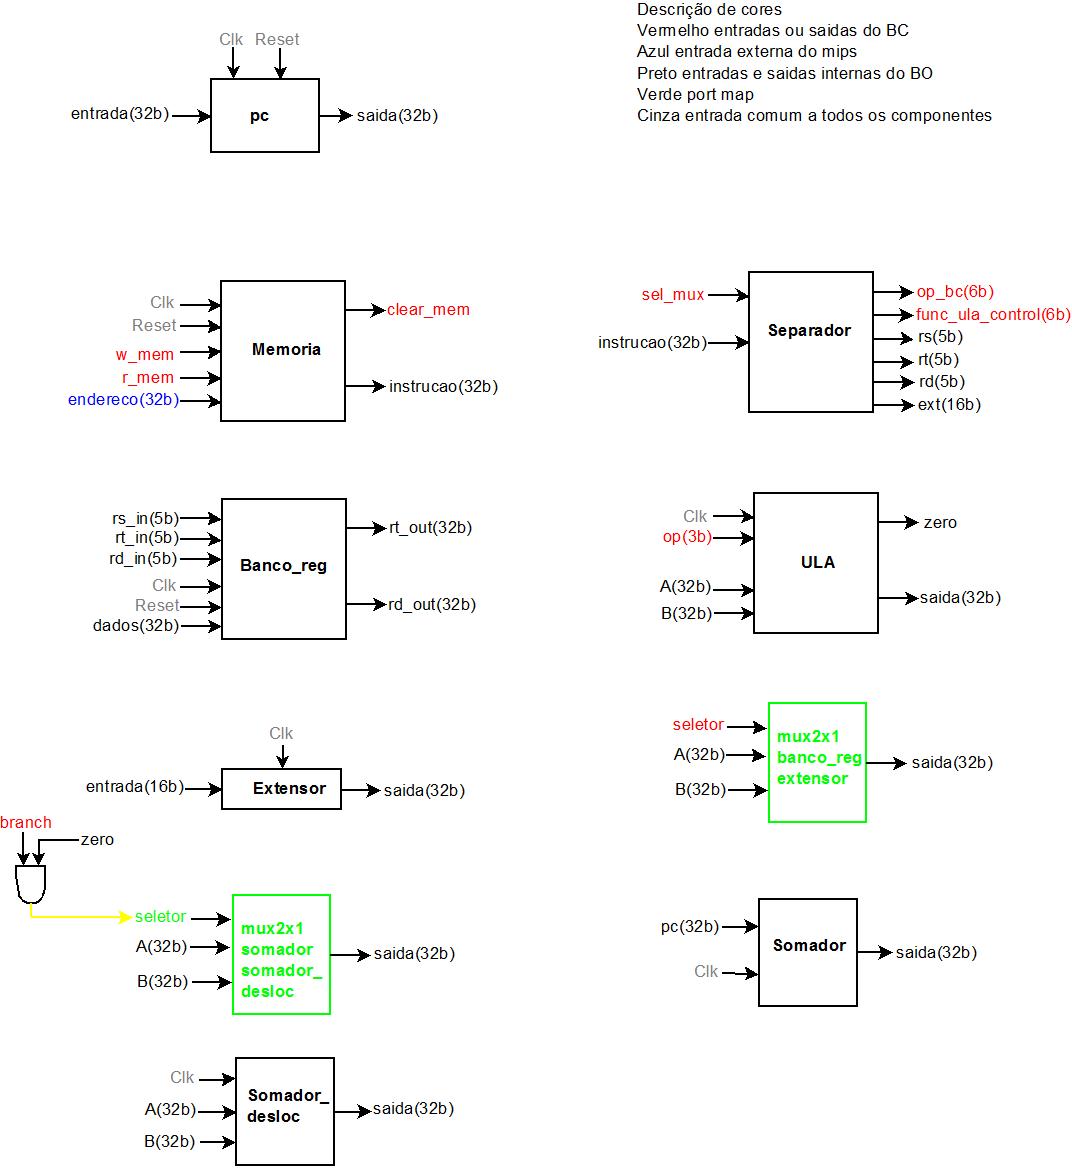 Descrição de cores
Vermelho entradas ou saidas do BC
Azul entrada externa do mips
Preto entradas e saidas internas do BO
Verde port map
Cinza entrada comum a todos os componentes
Clk
Reset
entrada(32b)
pc
saida(32b)
Clk
Reset
w_mem
r_mem
endereco(32b)
Memoria
clear_mem
instrucao(32b)
sel_mux
instrucao(32b)
Separador
op_bc(6b)
func_ula_control(6b)
rs(5b)
rt(5b)
rd(5b)
ext(16b)
rs_in(5b)
rt_in(5b)
rd_in(5b)
Clk
Reset
dados(32b)
Banco_reg
rt_out(32b)
rd_out(32b)
Clk
op(3b)
A(32b)
B(32b)
ULA
zero
saida(32b)
Clk
entrada(16b)
Extensor
saida(32b)
seletor
A(32b)
B(32b)
mux2x1
banco_reg
extensor
saida(32b)
branch
zero
seletor
A(32b)
B(32b)
mux2x1
somador
somador_
desloc
saida(32b)
pc(32b)
Clk
Somador
saida(32b)
Clk
A(32b)
B(32b)
Somador_
desloc
saida(32b)